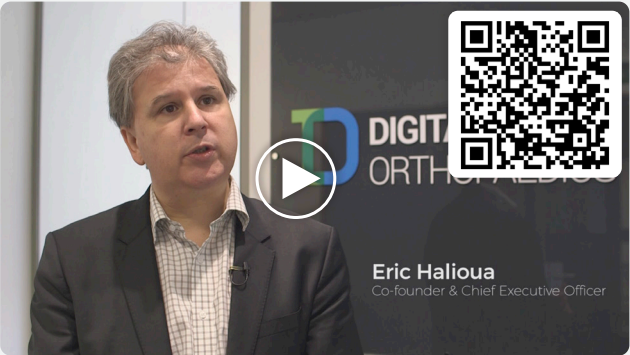 DIGITA
ORTHOPAEDICS
Eric Halioua
Co-founder & Chief Executive Officer